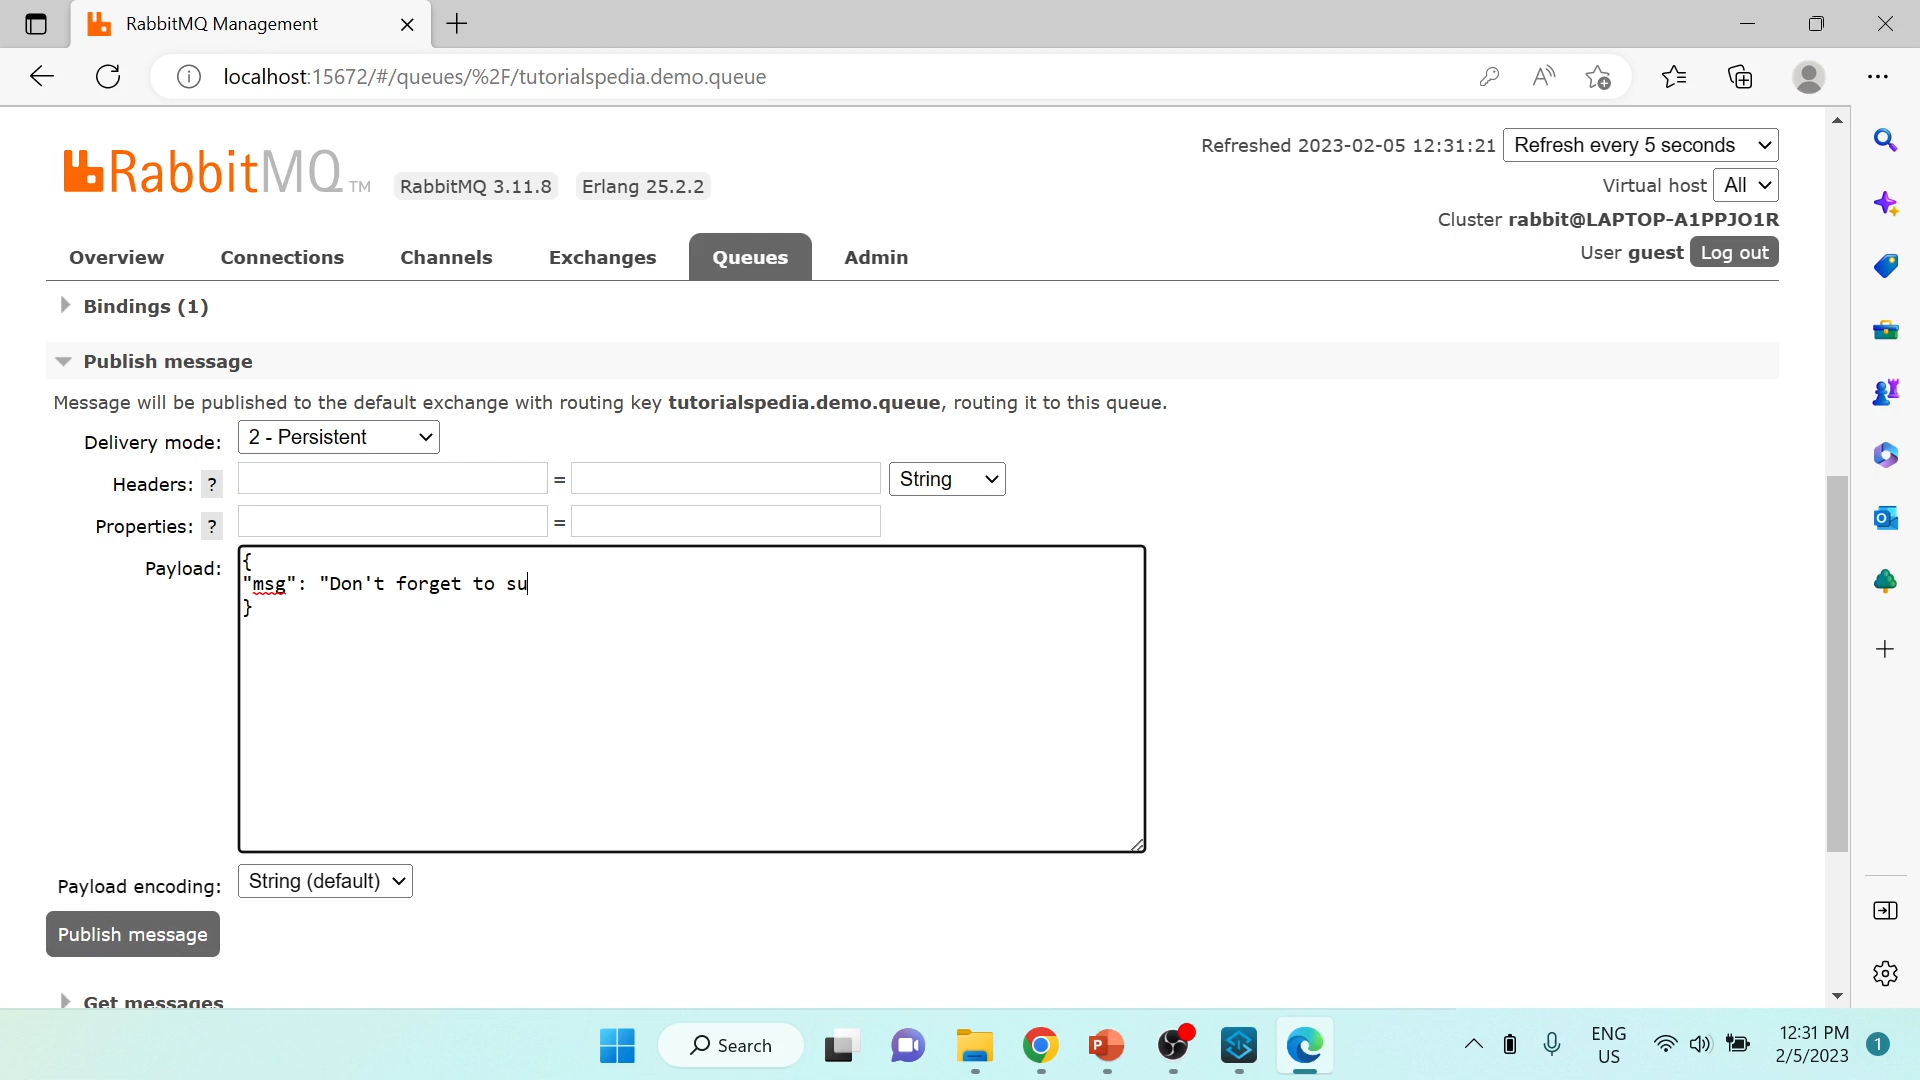 RabbitMQ Management
localhost:15672/#/queues/%2F/tutorialspedia.demo.queue
RabbitMQ TM
RabbitMQ 3.11.8
Erlang 25.2.2
Refreshed 2023-02-05 12:31:21
Refresh every 5 seconds
Virtual host All
Cluster rabbit@LAPTOP-A1PPJO1R
User guest Log out
Overview Connections Channels Exchanges Queues Admin
Bindings (1)
Publish message
Message will be published to the default exchange with routing key tutorialspedia.demo.queue, routing it to this queue.
Delivery mode: 2 - Persistent
Headers: ? = String
Properties: ? =
Payload:
{
"msg": "Don't forget to su
}
Payload encoding: String (default)
Publish message
Get messages
Search
ENG
US
12:31 PM
2/5/2023
1